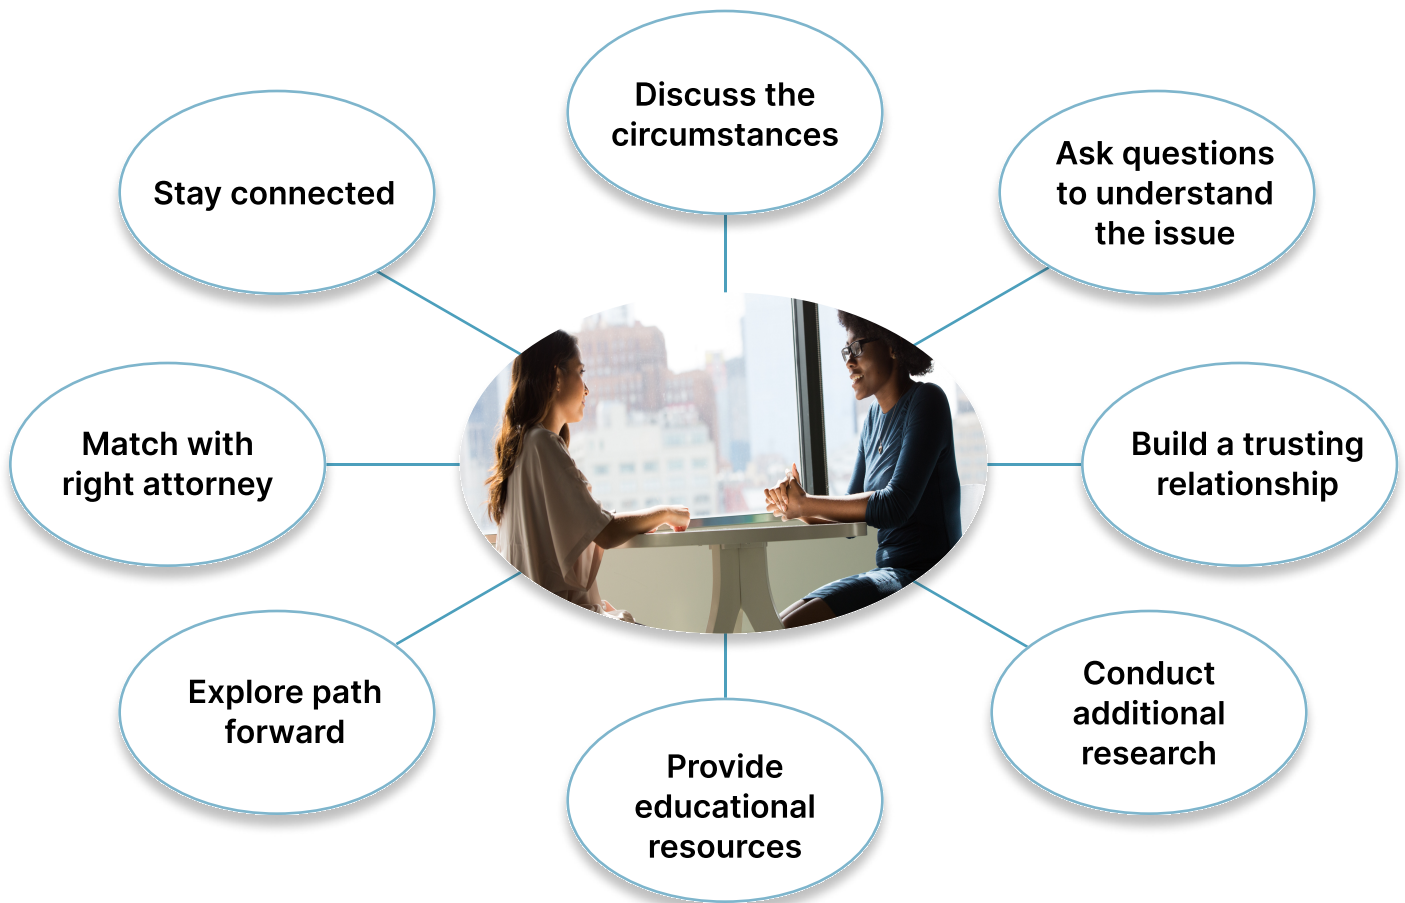 Discuss the
circumstances
Ask questions
to understand
the issue
Build a trusting
relationship
Conduct
additional
research
Provide
educational
resources
Explore path
forward
Match with
right attorney
Stay connected